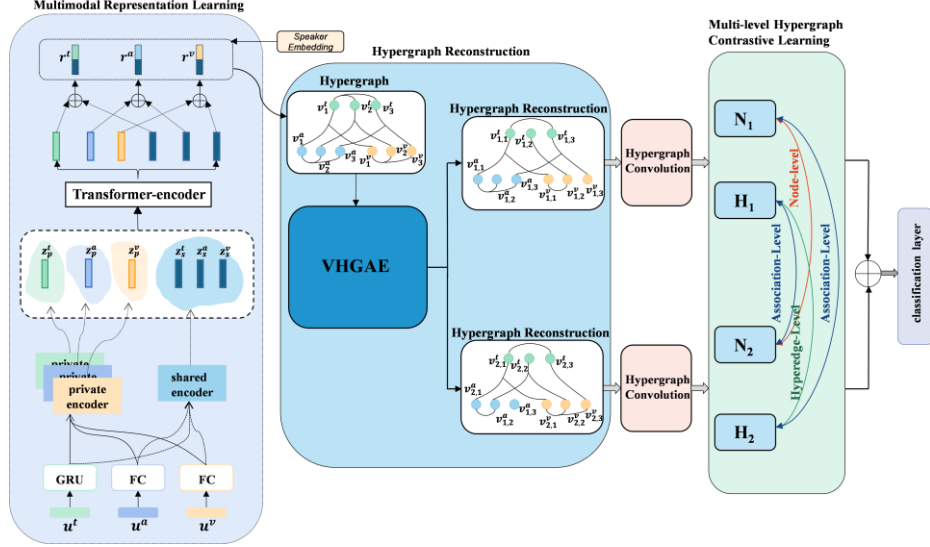 Multimodal Representation Learning
r^t
r^a
r^v
Speaker
Embedding
Transformer-encoder
z_p^t
z_p^a
z_p^v
z_s^t
z_s^a
z_s^v
private
private
private
encoder
shared
encoder
GRU
FC
FC
u^t
u^a
u^v
Hypergraph Reconstruction
Hypergraph
v_1^t
v_2^t
v_3^t
v_1^a
v_2^a
v_3^a
v_1^v
v_2^v
v_3^v
VHGAE
Hypergraph Reconstruction
v_{1,1}^t
v_{1,2}^t
v_{1,3}^t
v_{1,1}^a
v_{1,2}^a
v_{1,3}^a
v_{1,1}^v
v_{1,2}^v
v_{1,3}^v
Hypergraph Reconstruction
v_{2,1}^t
v_{2,2}^t
v_{2,3}^t
v_{2,1}^a
v_{1,2}^a
v_{1,3}^a
v_{2,1}^v
v_{2,2}^v
v_{2,3}^v
Hypergraph
Convolution
Hypergraph
Convolution
Multi-level Hypergraph
Contrastive Learning
N_1
H_1
N_2
H_2
Node-level
Association-Level
Hyperedge-Level
Association-Level
classification layer